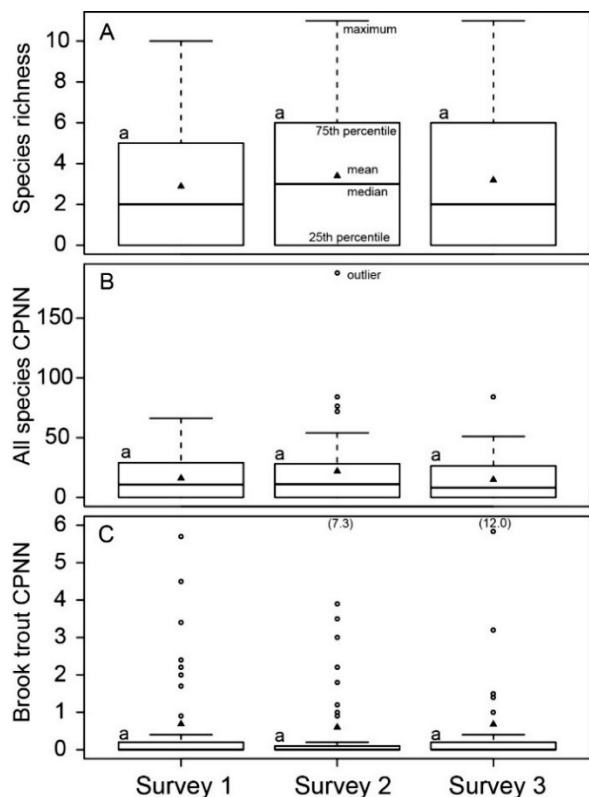 A
Species richness
10
8
6
4
2
0
a
a
a
maximum
75th percentile
mean
median
25th percentile
B
All species CPNN
150
100
50
0
a
a
a
outlier
C
Brook trout CPNN
6
5
4
3
2
1
0
(7.3)
(12.0)
a
a
a
Survey 1 Survey 2 Survey 3